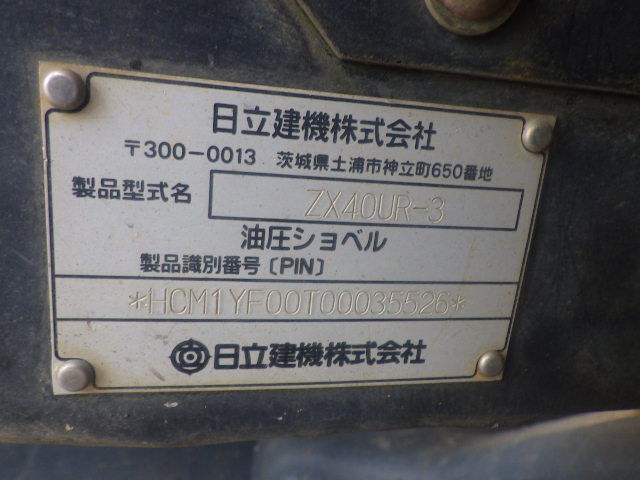 日立建機株式会社
〒300-0013 茨城県土浦市神立町650番地
製品型式名 ZX40UR-3
油圧ショベル
製品識別番号〔PIN〕
*HCM1YF00T00035526*
日立建機株式会社